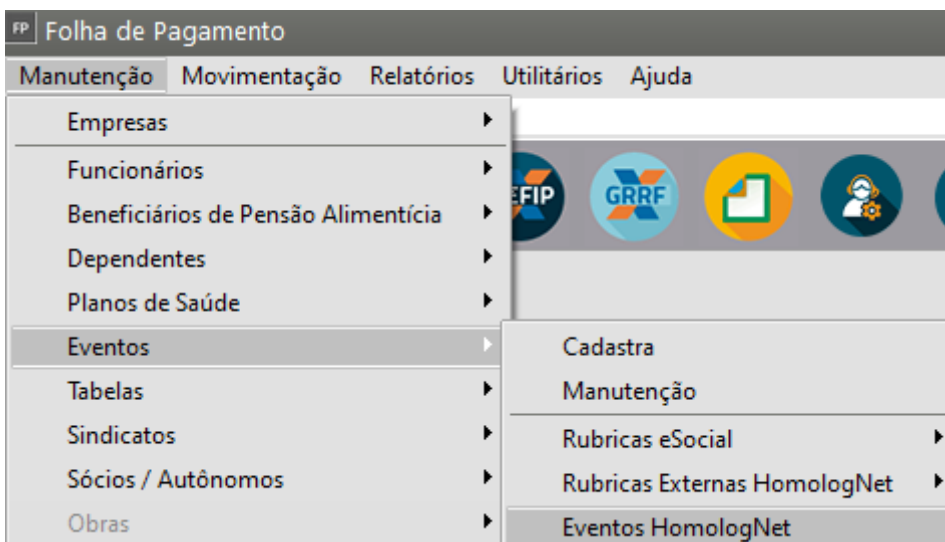 FP Folha de Pagamento
Manutenção Movimentação Relatórios Utilitários Ajuda
Empresas
Funcionários
EFIP GRRF
Beneficiários de Pensão Alimentícia
Dependentes
Planos de Saúde
Eventos
Cadastra
Tabelas
Manutenção
Sindicatos
Rubricas eSocial
Sócios / Autônomos
Rubricas Externas HomologNet
Obras
Eventos HomologNet